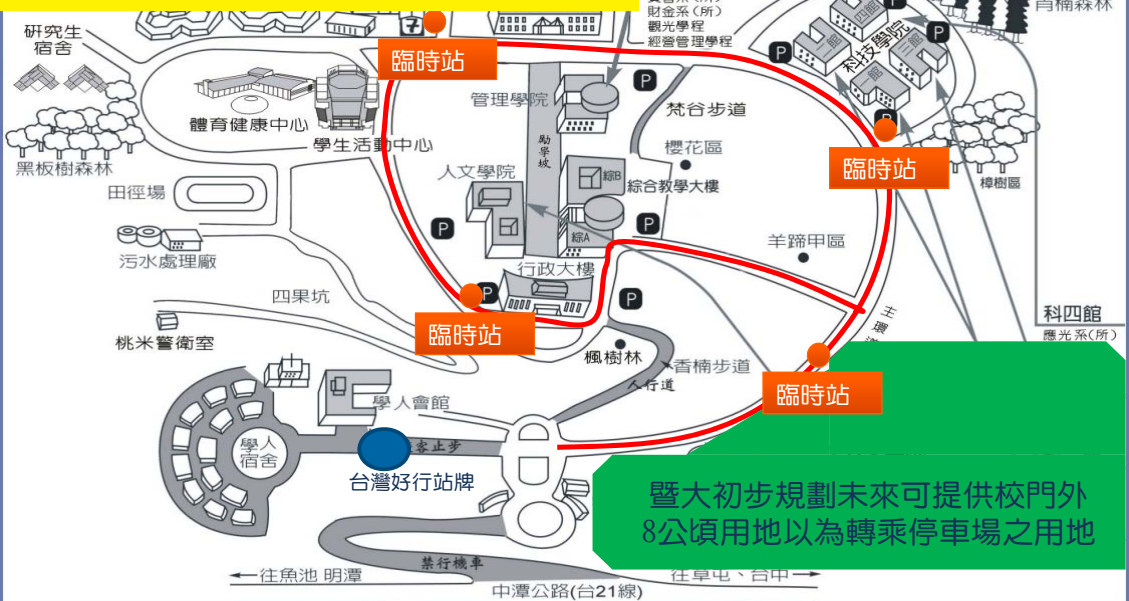 財金系(所)
觀光學程
經營管理學程
研究生
宿舍
7
臨時站
四館
一館
二館
三館
科技學院
P
P
P
P
P
管理學院
梵谷步道
體育健康中心
學生活動中心
勵學坡
櫻花區
黑板樹森林
人文學院
綜B
綜合教學大樓
臨時站
樟樹區
田徑場
P
P
綜A
羊蹄甲區
污水處理廠
行政大樓
四果坑
P
P
主環道
科四館
應光系(所)
臨時站
桃米警衛室
楓樹林
香楠步道
人行道
臨時站
學人會館
學人
宿舍
客止步
台灣好行站牌
暨大初步規劃未來可提供校門外
8公頃用地以為轉乘停車場之用地
禁行機車
←往魚池 明潭
往草屯、台中→
中潭公路(台21線)